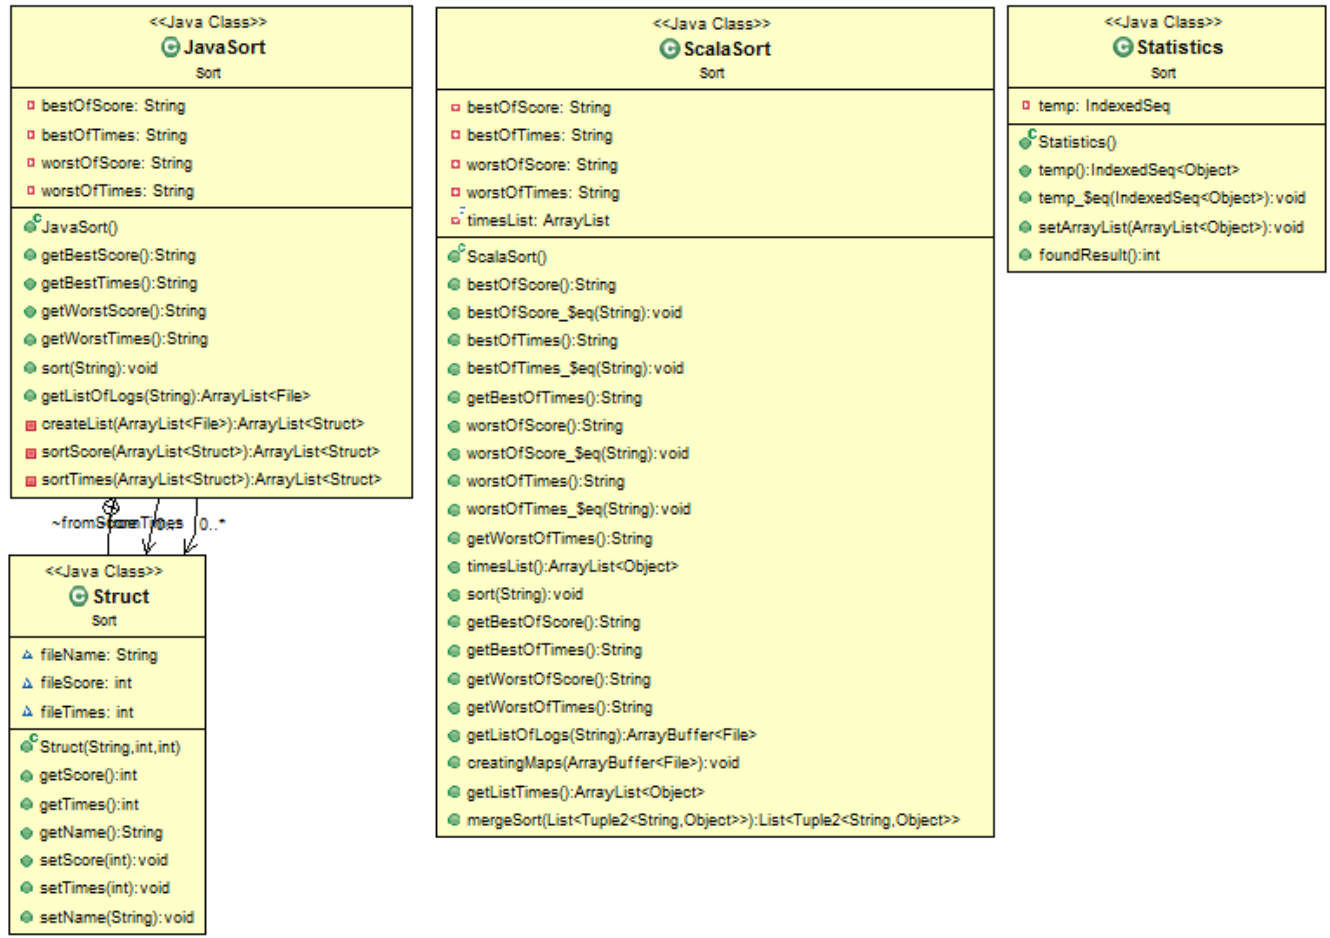 <<Java Class>>
JavaSort
Sort
bestOfScore: String
bestOfTimes: String
worstOfScore: String
worstOfTimes: String
JavaSort()
getBestScore():String
getBestTimes():String
getWorstScore():String
getWorstTimes():String
sort(String):void
getListOfLogs(String):ArrayList<File>
createList(ArrayList<File>):ArrayList<Struct>
sortScore(ArrayList<Struct>):ArrayList<Struct>
sortTimes(ArrayList<Struct>):ArrayList<Struct>
0..*
<<Java Class>>
Struct
Sort
fileName: String
fileScore: int
fileTimes: int
Struct(String,int,int)
getScore():int
getTimes():int
getName():String
setScore(int):void
setTimes(int):void
setName(String):void
<<Java Class>>
ScalaSort
Sort
bestOfScore: String
bestOfTimes: String
worstOfScore: String
worstOfTimes: String
timesList: ArrayList
ScalaSort()
bestOfScore():String
bestOfScore_$eq(String):void
bestOfTimes():String
bestOfTimes_$eq(String):void
getBestOfTimes():String
worstOfScore():String
worstOfScore_$eq(String):void
worstOfTimes():String
worstOfTimes_$eq(String):void
getWorstOfTimes():String
timesList():ArrayList<Object>
sort(String):void
getBestOfScore():String
getBestOfTimes():String
getWorstOfScore():String
getWorstOfTimes():String
getListOfLogs(String):ArrayBuffer<File>
creatingMaps(ArrayBuffer<File>):void
getListTimes():ArrayList<Object>
mergeSort(List<Tuple2<String,Object>>):List<Tuple2<String,Object>>
<<Java Class>>
Statistics
Sort
temp: IndexedSeq
Statistics()
temp():IndexedSeq<Object>
temp_$eq(IndexedSeq<Object>):void
setArrayList(ArrayList<Object>):void
foundResult():int